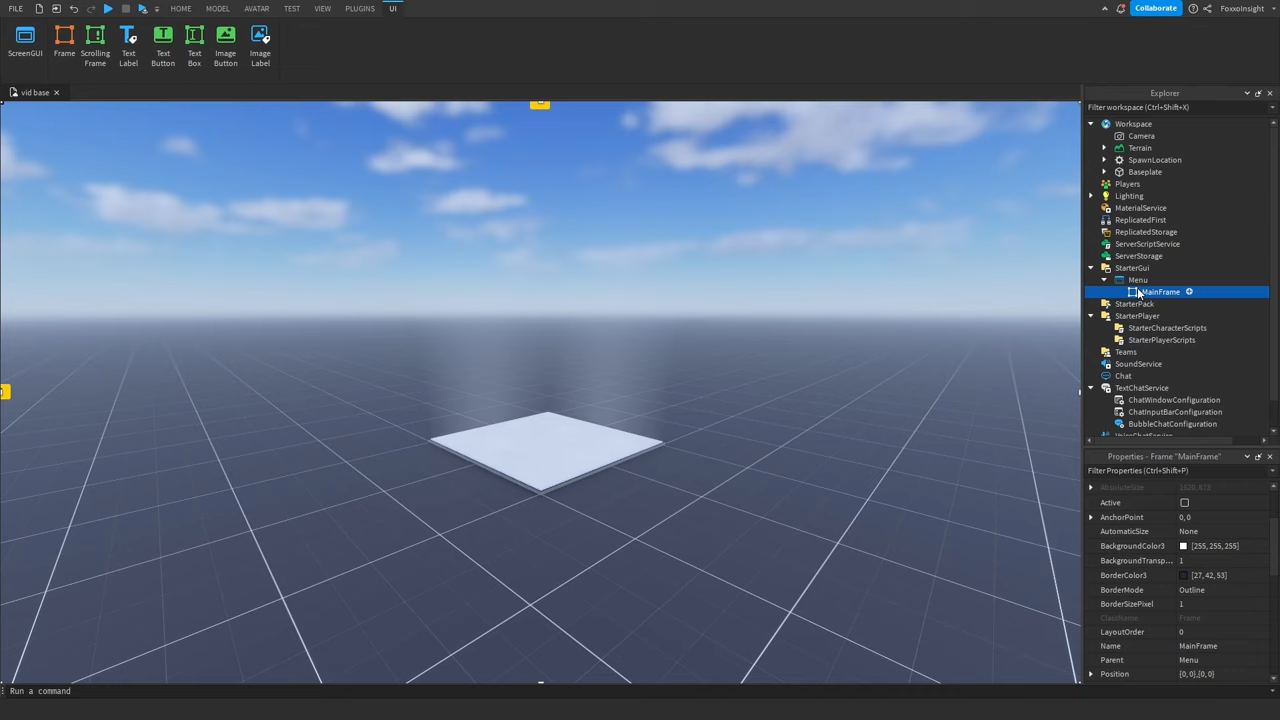 FILE
HOME
MODEL
AVATAR
TEST
VIEW
PLUGINS
UI
Collaborate
FoxxoInsight
ScreenGUI
Frame
Scrolling
Frame
Text
Label
Text
Button
Text
Box
Image
Button
Image
Label
vid base
Explorer
Filter workspace (Ctrl+Shift+X)
Workspace
Camera
Terrain
SpawnLocation
Baseplate
Players
Lighting
MaterialService
ReplicatedFirst
ReplicatedStorage
ServerScriptService
ServerStorage
StarterGui
Menu
MainFrame
StarterPack
StarterPlayer
StarterCharacterScripts
StarterPlayerScripts
Teams
SoundService
Chat
TextChatService
ChatWindowConfiguration
ChatInputBarConfiguration
BubbleChatConfiguration
Properties - Frame "MainFrame"
Filter Properties (Ctrl+Shift+P)
AbsoluteSize
Active
AnchorPoint 0, 0
AutomaticSize None
BackgroundColor3 [255, 255, 255]
BackgroundTransp... 1
BorderColor3 [27, 42, 53]
BorderMode Outline
BorderSizePixel 1
ClassName Frame
LayoutOrder 0
Name MainFrame
Parent Menu
Position {0, 0},{0, 0}
Run a command